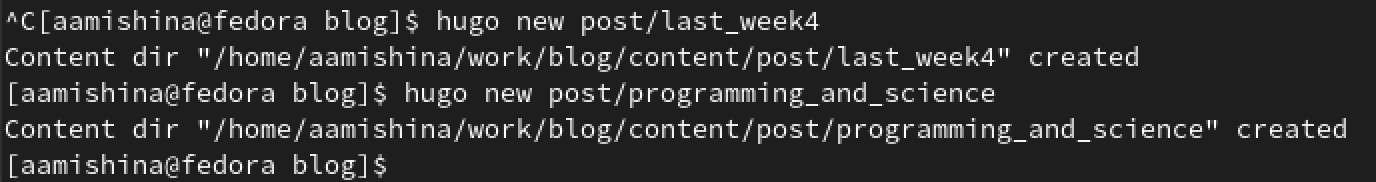 ^C[aamishina@fedora blog]$ hugo new post/last_week4
Content dir "/home/aamishina/work/blog/content/post/last_week4" created
[aamishina@fedora blog]$ hugo new post/programming_and_science
Content dir "/home/aamishina/work/blog/content/post/programming_and_science" created
[aamishina@fedora blog]$